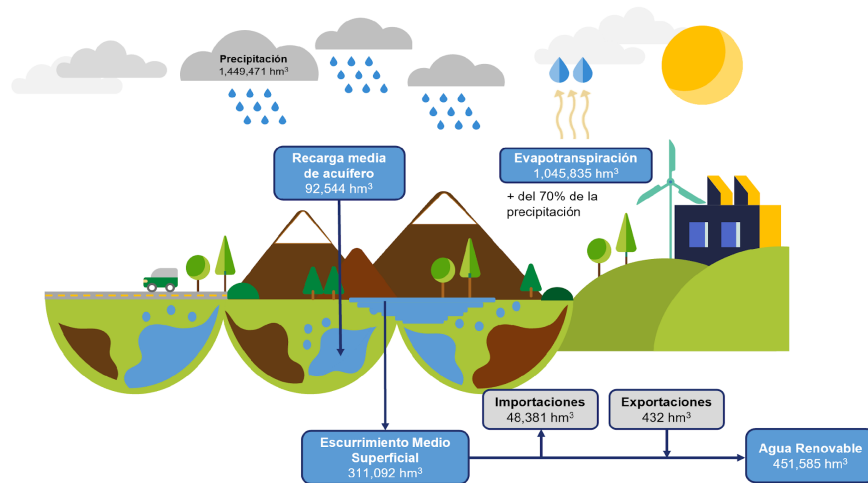 Precipitación
1,449,471 hm³
Recarga media
de acuífero
92,544 hm³
Evapotranspiración
1,045,835 hm³
+ del 70% de la
precipitación
Importaciones
48,381 hm³
Exportaciones
432 hm³
Escurrimiento Medio
Superficial
311,092 hm³
Agua Renovable
451,585 hm³